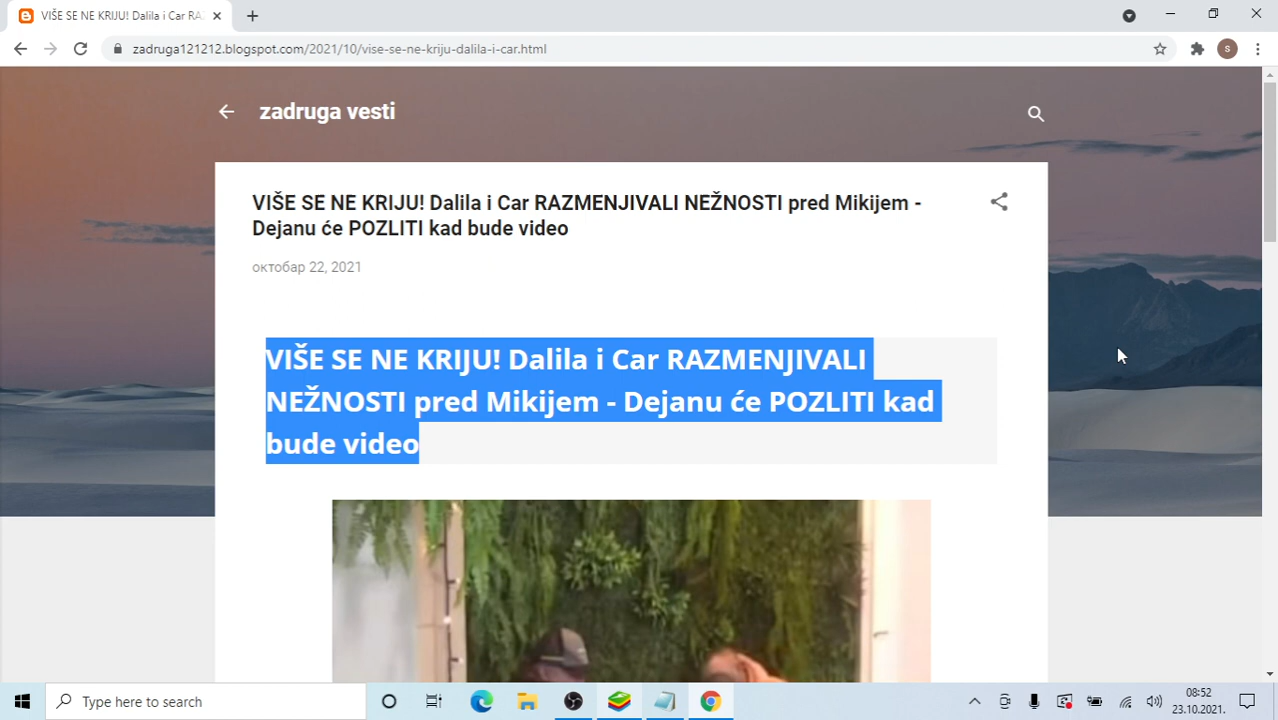 VIŠE SE NE KRIJU! Dalila i Car RA
zadruga121212.blogspot.com/2021/10/vise-se-ne-kriju-dalila-i-car.html
S
zadruga vesti
VIŠE SE NE KRIJU! Dalila i Car RAZMENJIVALI NEŽNOSTI pred Mikijem -
Dejanu će POZLITI kad bude video
октобар 22, 2021
VIŠE SE NE KRIJU! Dalila i Car RAZMENJIVALI
NEŽNOSTI pred Mikijem - Dejanu će POZLITI kad
bude video
Type here to search
08:52
23.10.2021.